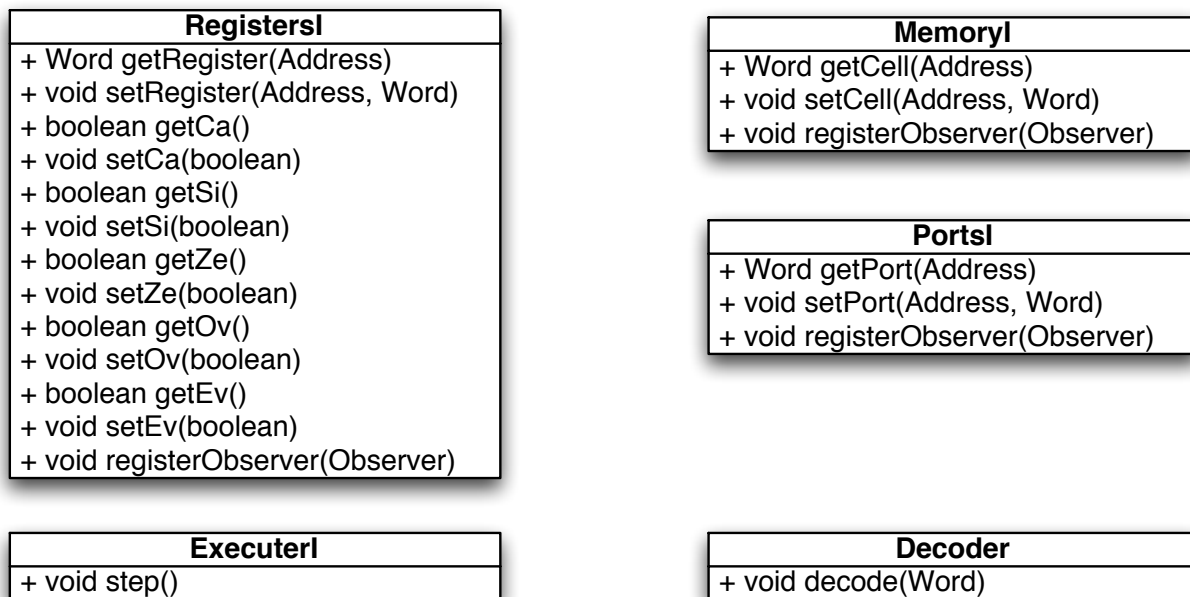 RegistersI
+ Word getRegister(Address)
+ void setRegister(Address, Word)
+ boolean getCa()
+ void setCa(boolean)
+ boolean getSi()
+ void setSi(boolean)
+ boolean getZe()
+ void setZe(boolean)
+ boolean getOv()
+ void setOv(boolean)
+ boolean getEv()
+ void setEv(boolean)
+ void registerObserver(Observer)
MemoryI
+ Word getCell(Address)
+ void setCell(Address, Word)
+ void registerObserver(Observer)
PortsI
+ Word getPort(Address)
+ void setPort(Address, Word)
+ void registerObserver(Observer)
ExecuterI
+ void step()
Decoder
+ void decode(Word)